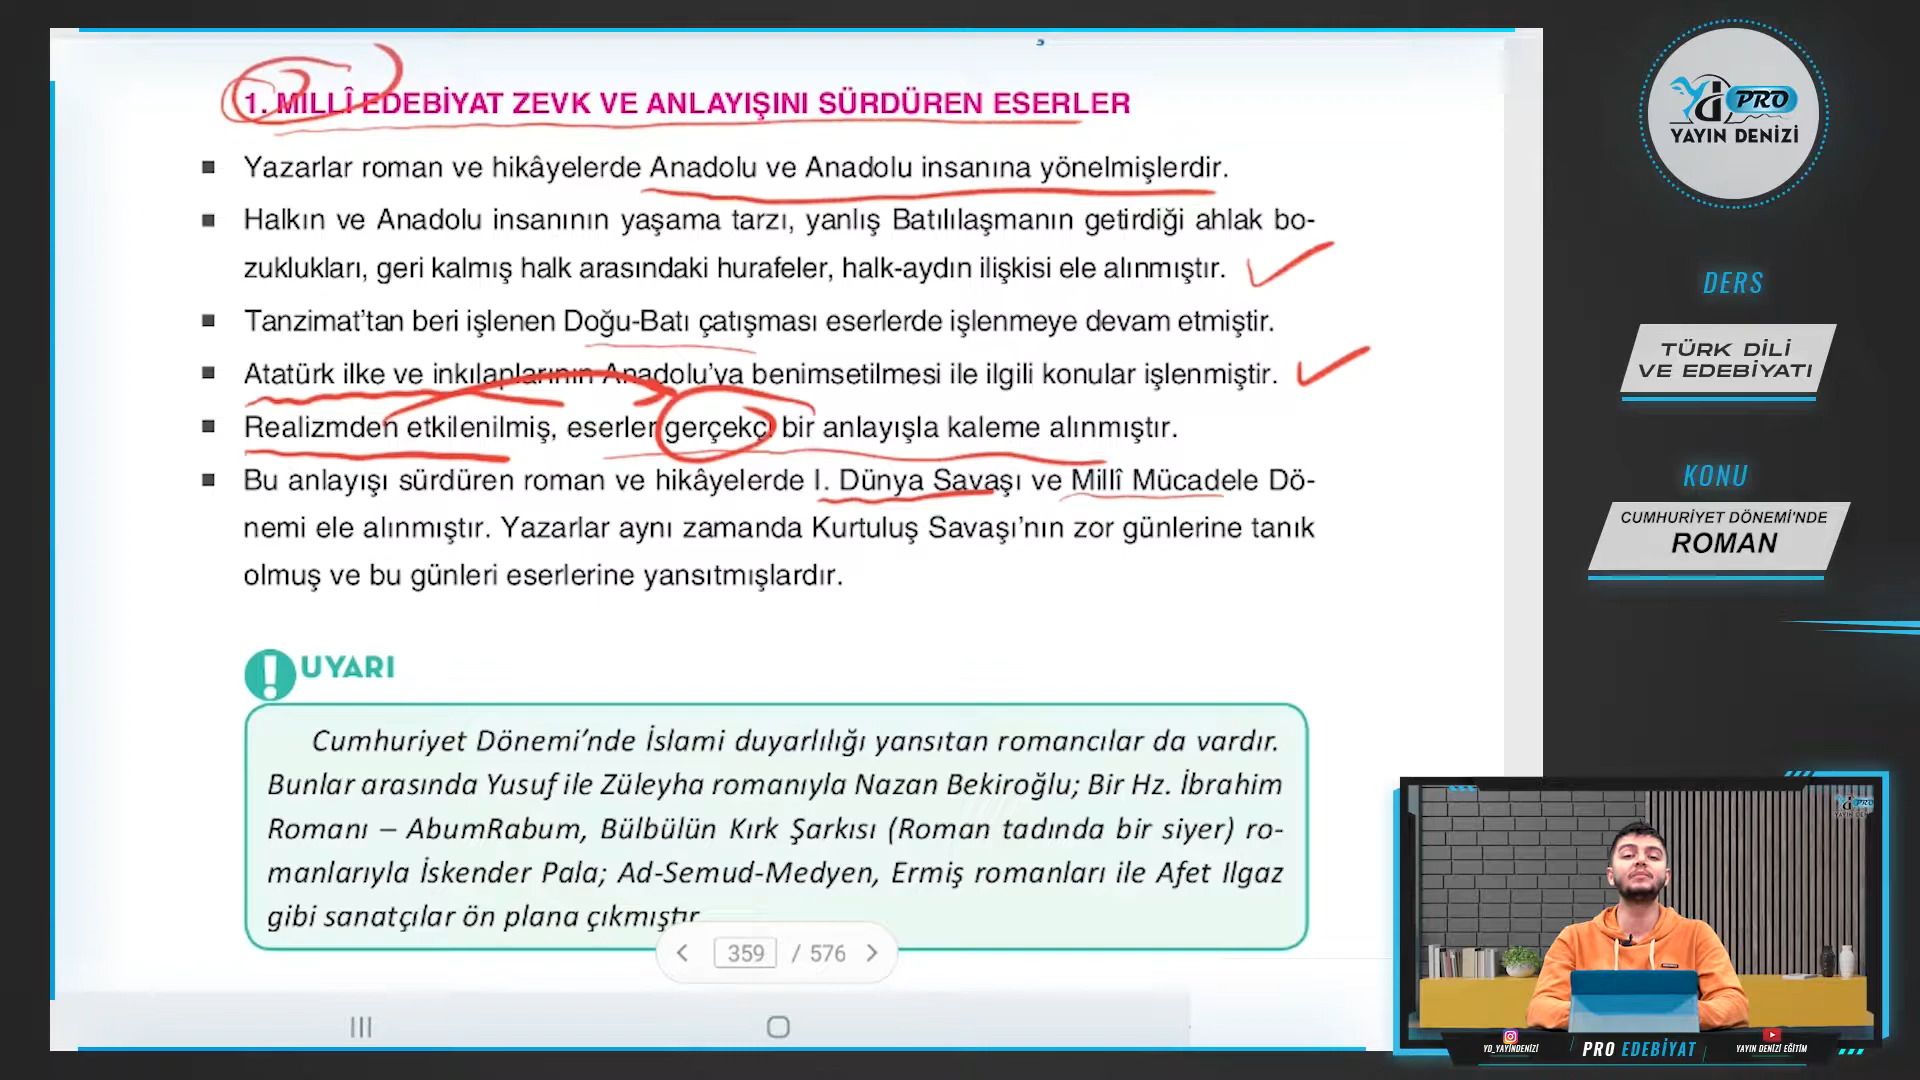 1. MİLLÎ EDEBİYAT ZEVK VE ANLAYIŞINI SÜRDÜREN ESERLER
Yazarlar roman ve hikâyelerde Anadolu ve Anadolu insanına yönelmişlerdir.
Halkın ve Anadolu insanının yaşama tarzı, yanlış Batılılaşmanın getirdiği ahlak bo-
zuklukları, geri kalmış halk arasındaki hurafeler, halk-aydın ilişkisi ele alınmıştır.
Tanzimat'tan beri işlenen Doğu-Batı çatışması eserlerde işlenmeye devam etmiştir.
Atatürk ilke ve inkılaplarının Anadolu'ya benimsetilmesi ile ilgili konular işlenmiştir.
Realizmden etkilenilmiş, eserler gerçekçi bir anlayışla kaleme alınmıştır.
Bu anlayışı sürdüren roman ve hikâyelerde I. Dünya Savaşı ve Millî Mücadele Dö-
nemi ele alınmıştır. Yazarlar aynı zamanda Kurtuluş Savaşı'nın zor günlerine tanık
olmuş ve bu günleri eserlerine yansıtmışlardır.
UYARI
Cumhuriyet Dönemi'nde İslami duyarlılığı yansıtan romancılar da vardır.
Bunlar arasında Yusuf ile Züleyha romanıyla Nazan Bekiroğlu; Bir Hz. İbrahim
Romanı – AbumRabum, Bülbülün Kırk Şarkısı (Roman tadında bir siyer) ro-
manlarıyla İskender Pala; Ad-Semud-Medyen, Ermiş romanları ile Afet Ilgaz
gibi sanatçılar ön plana çıkmıştır
359 / 576
Yd PRO
YAYIN DENİZİ
DERS
TÜRK DİLİ
VE EDEBİYATI
KONU
CUMHURİYET DÖNEMİ'NDE
ROMAN
YD_YAYINDENIZI
PRO EDEBİYAT
YAYIN DENİZİ EĞİTİM